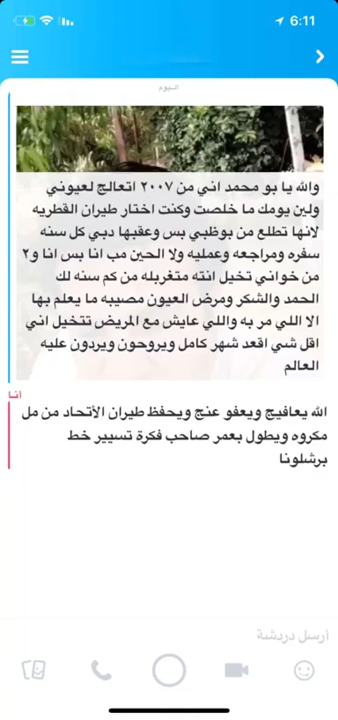 6:11
اليوم
والله يا بو محمد اني من ٢٠٠٧ اتعالج لعيوني
ولين يومك ما خلصت وكنت اختار طيران القطريه
لانها تطلع من بوظبي بس وعقبها دبي كل سنه
سفره ومراجعه وعمليه ولا الحين مب انا بس انا و٢
من خواني تخيل انته متغربله من كم سنه لك
الحمد والشكر ومرض العيون مصيبه ما يعلم بها
الا اللي مر به واللي عايش مع المريض تتخيل اني
اقل شي اقعد شهر كامل ويروحون ويردون عليه
العالم
انا
الله يعافيج ويعفو عنج ويحفظ طيران الأتحاد من مل
مكروه ويطول بعمر صاحب فكرة تسيير خط
برشلونا
أرسل دردشة